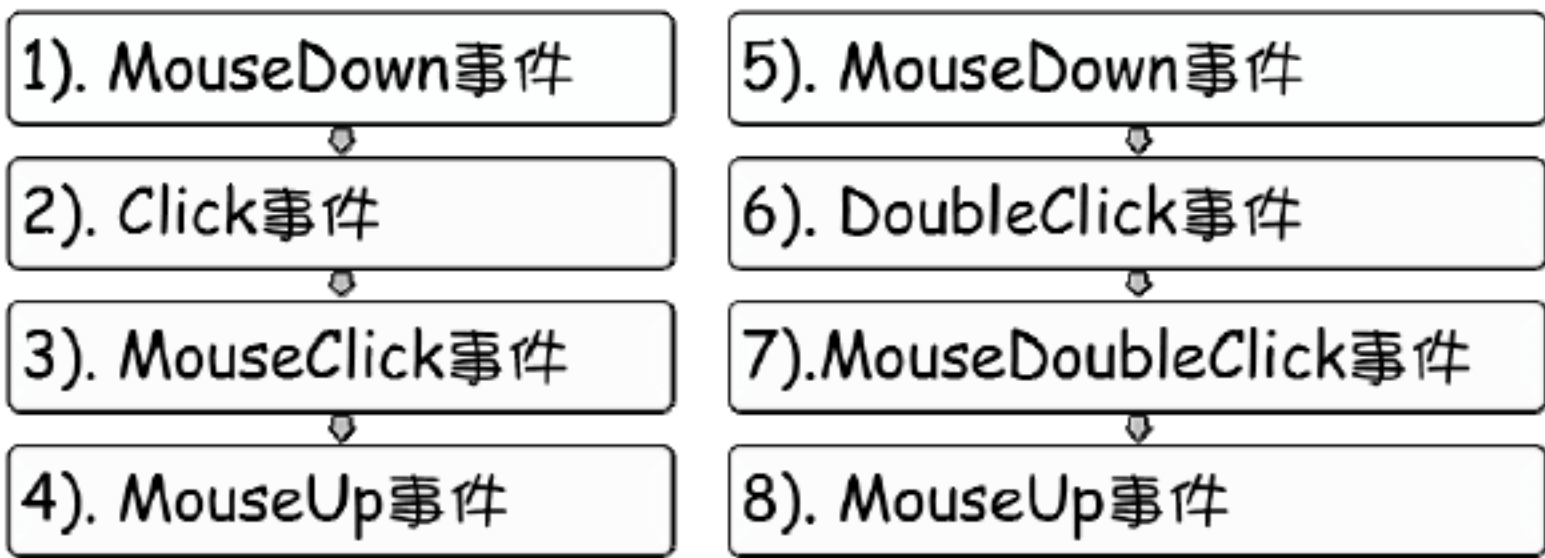 1). MouseDown事件
2). Click事件
3). MouseClick事件
4). MouseUp事件
5). MouseDown事件
6). DoubleClick事件
7).MouseDoubleClick事件
8). MouseUp事件